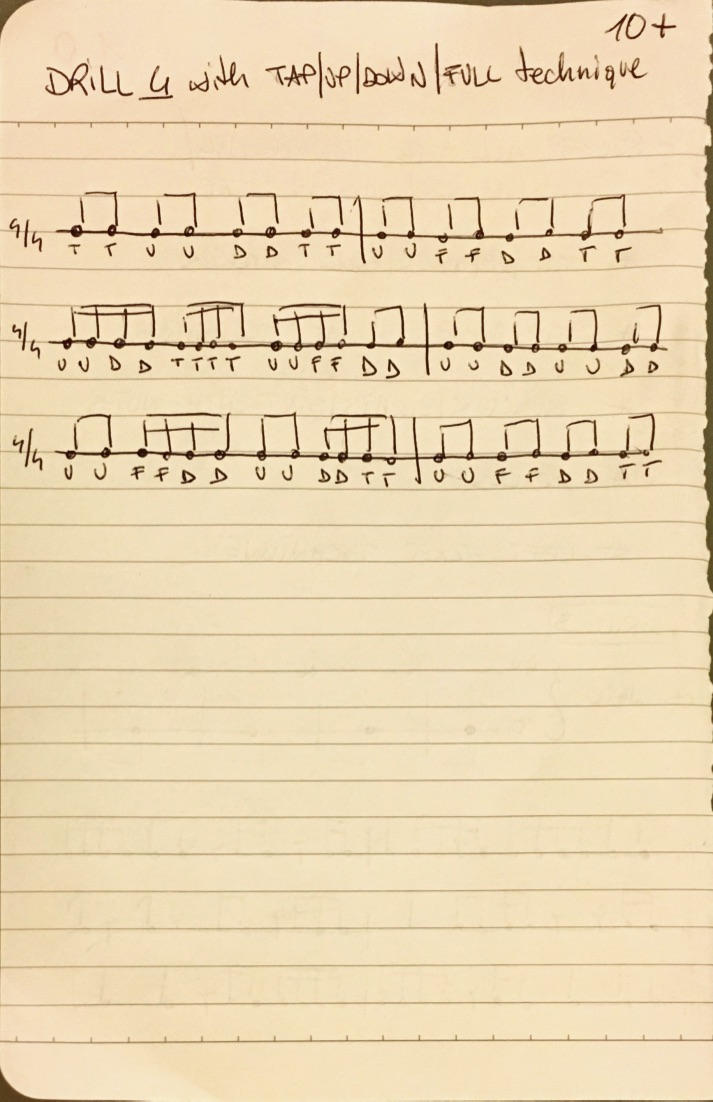 10+
DRILL 4 with TAP/UP/DOWN/FULL technique
4/4
T T U U D D T T U U F F D D T T
4/4
U U D D T T T T U U F F D D U U D D U U D D
4/4
U U F F D D U U D D T T U U F F D D T T